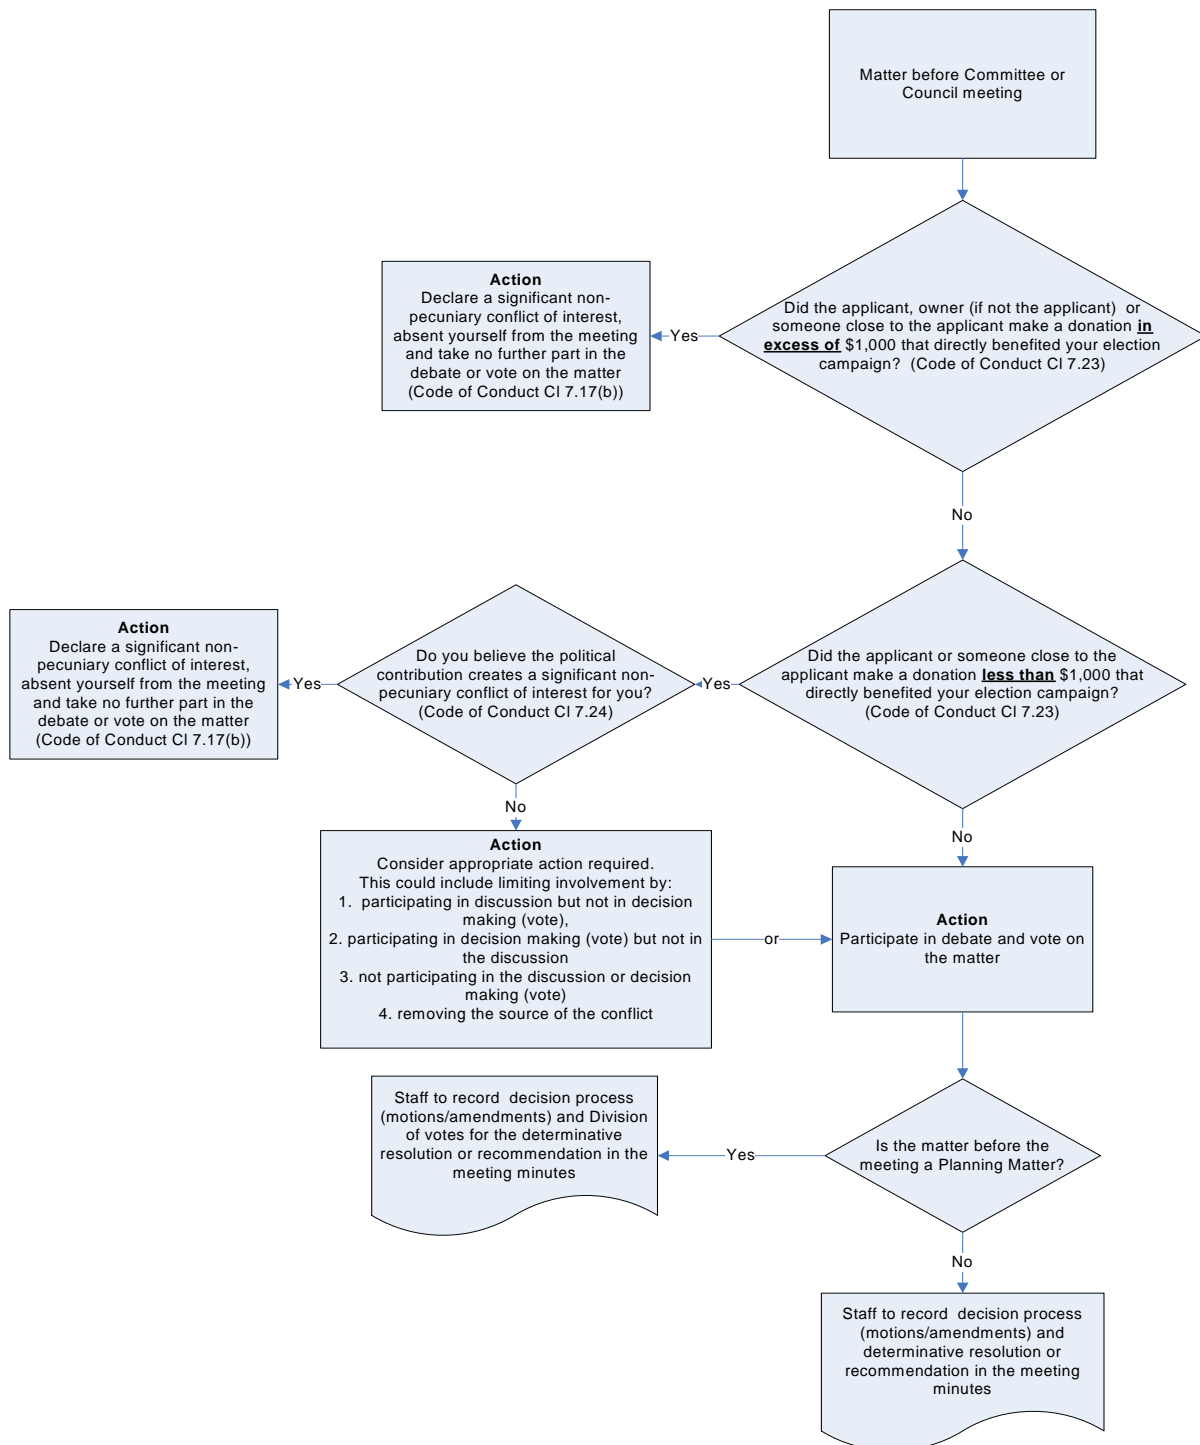 Matter before Committee or
Council meeting
Action
Declare a significant non-
pecuniary conflict of interest,
absent yourself from the meeting
and take no further part in the
debate or vote on the matter
(Code of Conduct Cl 7.17(b))
Yes
Did the applicant, owner (if not the applicant) or
someone close to the applicant make a donation in
excess of $1,000 that directly benefited your election
campaign? (Code of Conduct Cl 7.23)
No
Action
Declare a significant non-
pecuniary conflict of interest,
absent yourself from the meeting
and take no further part in the
debate or vote on the matter
(Code of Conduct Cl 7.17(b))
Yes
Do you believe the political
contribution creates a significant non-
pecuniary conflict of interest for you?
(Code of Conduct Cl 7.24)
Yes
Did the applicant or someone close to the
applicant make a donation less than $1,000 that
directly benefited your election campaign?
(Code of Conduct Cl 7.23)
No
No
Action
Consider appropriate action required.
This could include limiting involvement by:
1. participating in discussion but not in decision
making (vote),
2. participating in decision making (vote) but not in
the discussion
3. not participating in the discussion or decision
making (vote)
4. removing the source of the conflict
or
Action
Participate in debate and vote on
the matter
Staff to record decision process
(motions/amendments) and Division
of votes for the determinative
resolution or recommendation in the
meeting minutes
Yes
Is the matter before the
meeting a Planning Matter?
No
Staff to record decision process
(motions/amendments) and
determinative resolution or
recommendation in the meeting
minutes